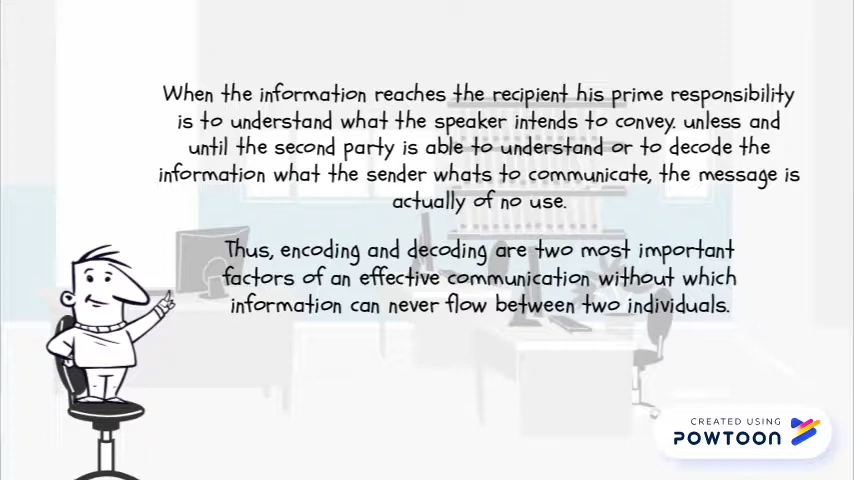 When the information reaches the recipient his prime responsibility
is to understand what the speaker intends to convey. unless and
until the second party is able to understand or to decode the
information what the sender whats to communicate, the message is
actually of no use.
Thus, encoding and decoding are two most important
factors of an effective communication without which
information can never flow between two individuals.
CREATED USING
POWTOON